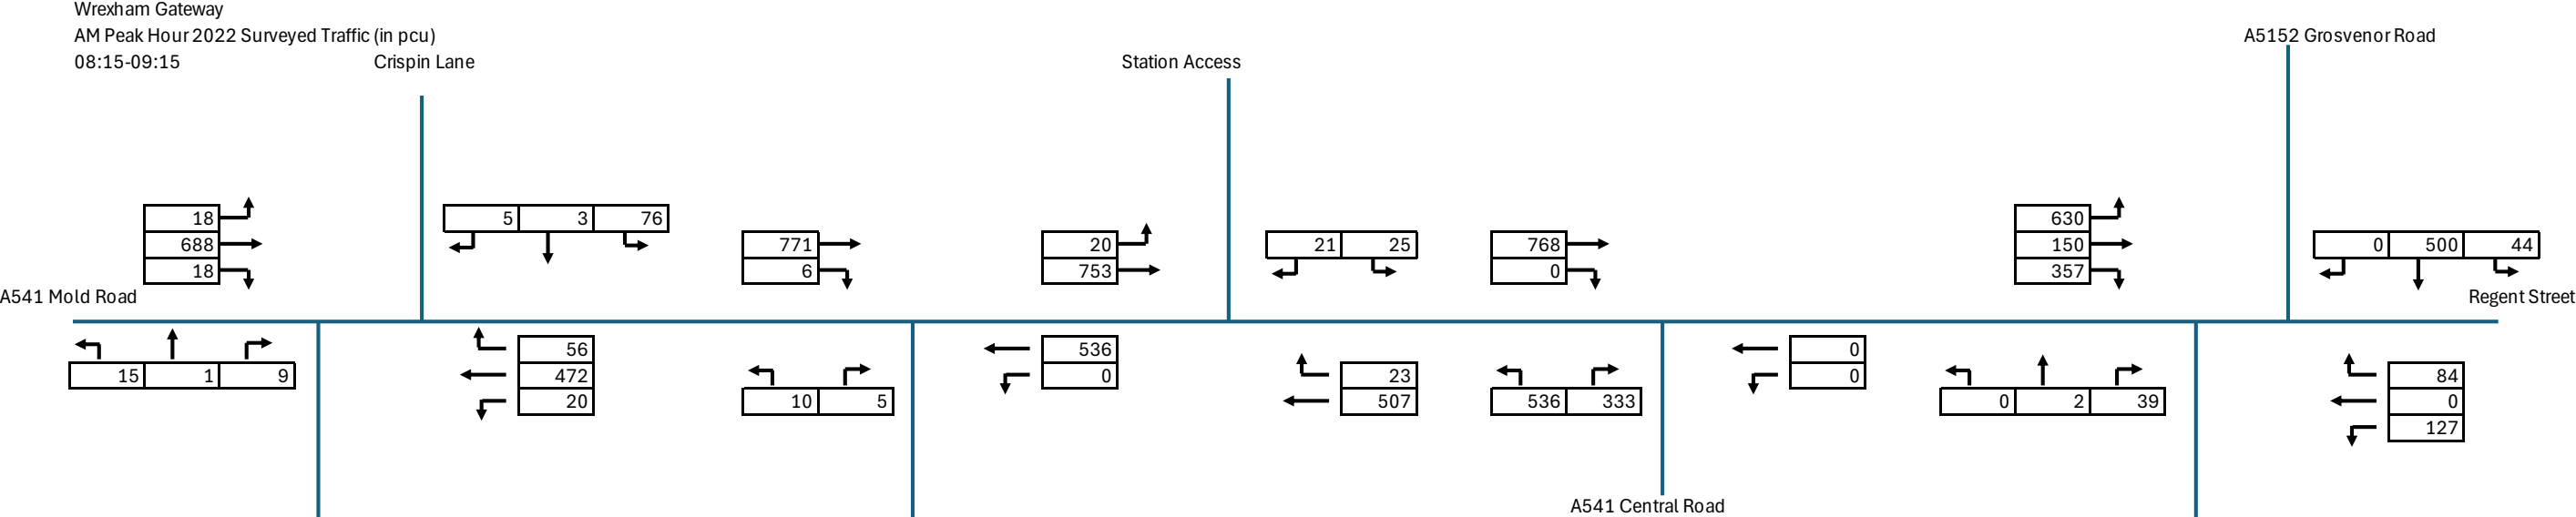 Wrexham Gateway
AM Peak Hour 2022 Surveyed Traffic (in pcu)
A5152 Grosvenor Road
08:15-09:15 Crispin Lane Station Access
18 5 3 76 630
688 771 20 21 25 768 150 0 500 44
18 6 753 0 357
A541 Mold Road Regent Street
56 536 0
15 1 9 472 0 23 0 84
20 10 5 507 536 333 0 2 39 0
127
A541 Central Road